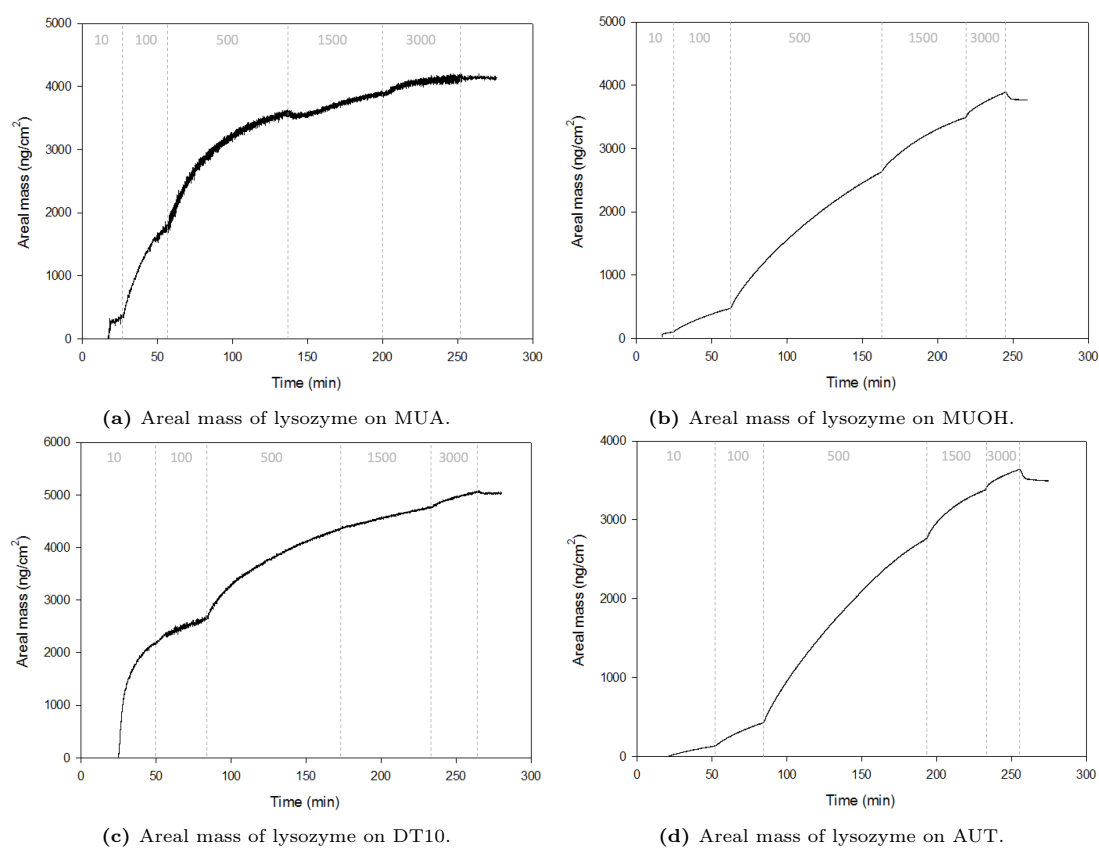 5000
10 100 500 1500 3000
4000
3000
2000
1000
0
Areal mass (ng/cm2)
0 50 100 150 200 250 300
Time (min)
(a) Areal mass of lysozyme on MUA.
5000
10 100 500 1500 3000
4000
3000
2000
1000
0
Areal mass (ng/cm2)
0 50 100 150 200 250 300
Time (min)
(b) Areal mass of lysozyme on MUOH.
6000
10 100 500 1500 3000
5000
4000
3000
2000
1000
0
Areal mass (ng/cm2)
0 50 100 150 200 250 300
Time (min)
(c) Areal mass of lysozyme on DT10.
4000
10 100 500 1500 3000
3000
2000
1000
0
Areal mass (ng/cm2)
0 50 100 150 200 250 300
Time (min)
(d) Areal mass of lysozyme on AUT.